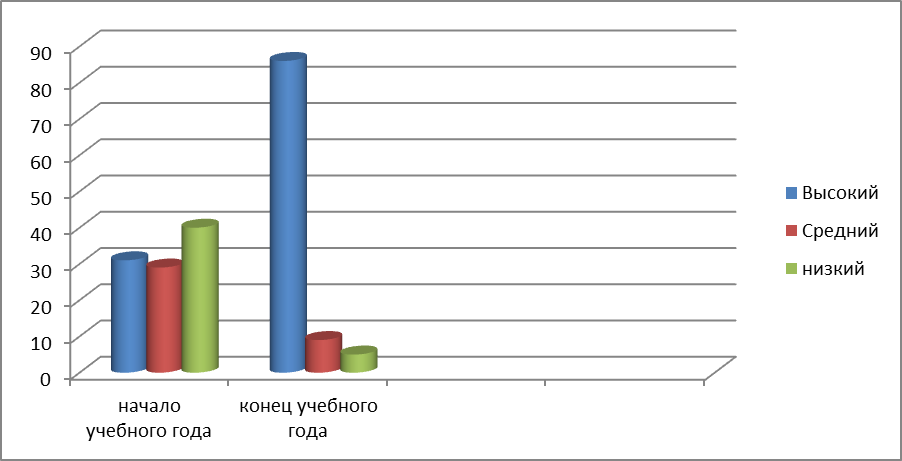 90
80
70
60
50
40
30
20
10
0
начало
учебного года
конец учебного
года
Высокий
Средний
низкий